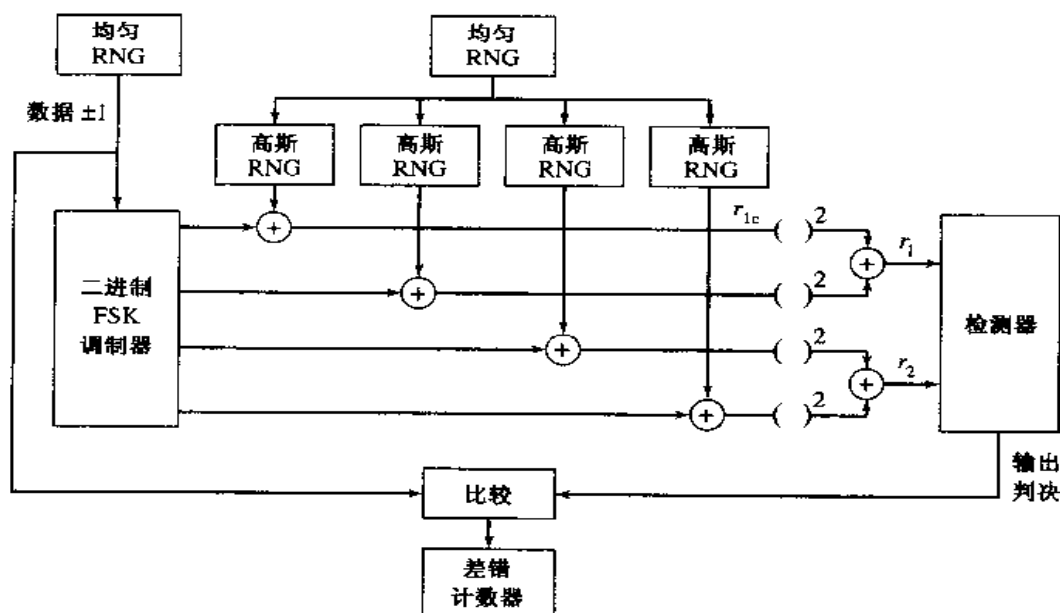 均匀
RNG
均匀
RNG
数据 ±1
高斯
RNG
高斯
RNG
高斯
RNG
高斯
RNG
r1c
( )2
r1
( )2
二进制
FSK
调制器
检测器
( )2
r2
( )2
输出
判决
比较
差错
计数器